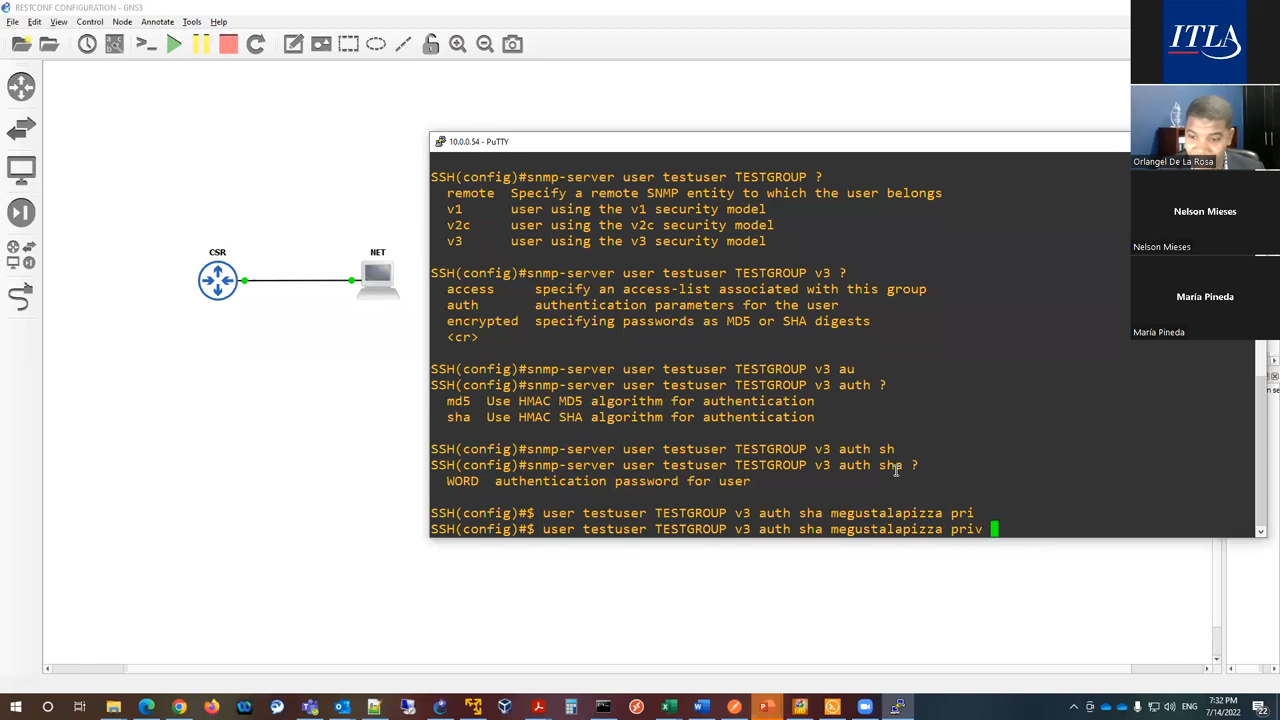 RESTCONF CONFIGURATION - GNS3
File Edit View Control Node Annotate Tools Help
ITLA
Orlangel De La Rosa
Nelson Mieses
Nelson Mieses
María Pineda
María Pineda
CSR
NET
10.0.0.54 - PuTTY
SSH(config)#snmp-server user testuser TESTGROUP ?
remote Specify a remote SNMP entity to which the user belongs
v1 user using the v1 security model
v2c user using the v2c security model
v3 user using the v3 security model
SSH(config)#snmp-server user testuser TESTGROUP v3 ?
access specify an access-list associated with this group
auth authentication parameters for the user
encrypted specifying passwords as MD5 or SHA digests
<cr>
SSH(config)#snmp-server user testuser TESTGROUP v3 au
SSH(config)#snmp-server user testuser TESTGROUP v3 auth ?
md5 Use HMAC MD5 algorithm for authentication
sha Use HMAC SHA algorithm for authentication
SSH(config)#snmp-server user testuser TESTGROUP v3 auth sh
SSH(config)#snmp-server user testuser TESTGROUP v3 auth sha ?
WORD authentication password for user
SSH(config)#$ user testuser TESTGROUP v3 auth sha megustalapizza pri
SSH(config)#$ user testuser TESTGROUP v3 auth sha megustalapizza priv
ENG
7:32 PM
7/14/2022
22